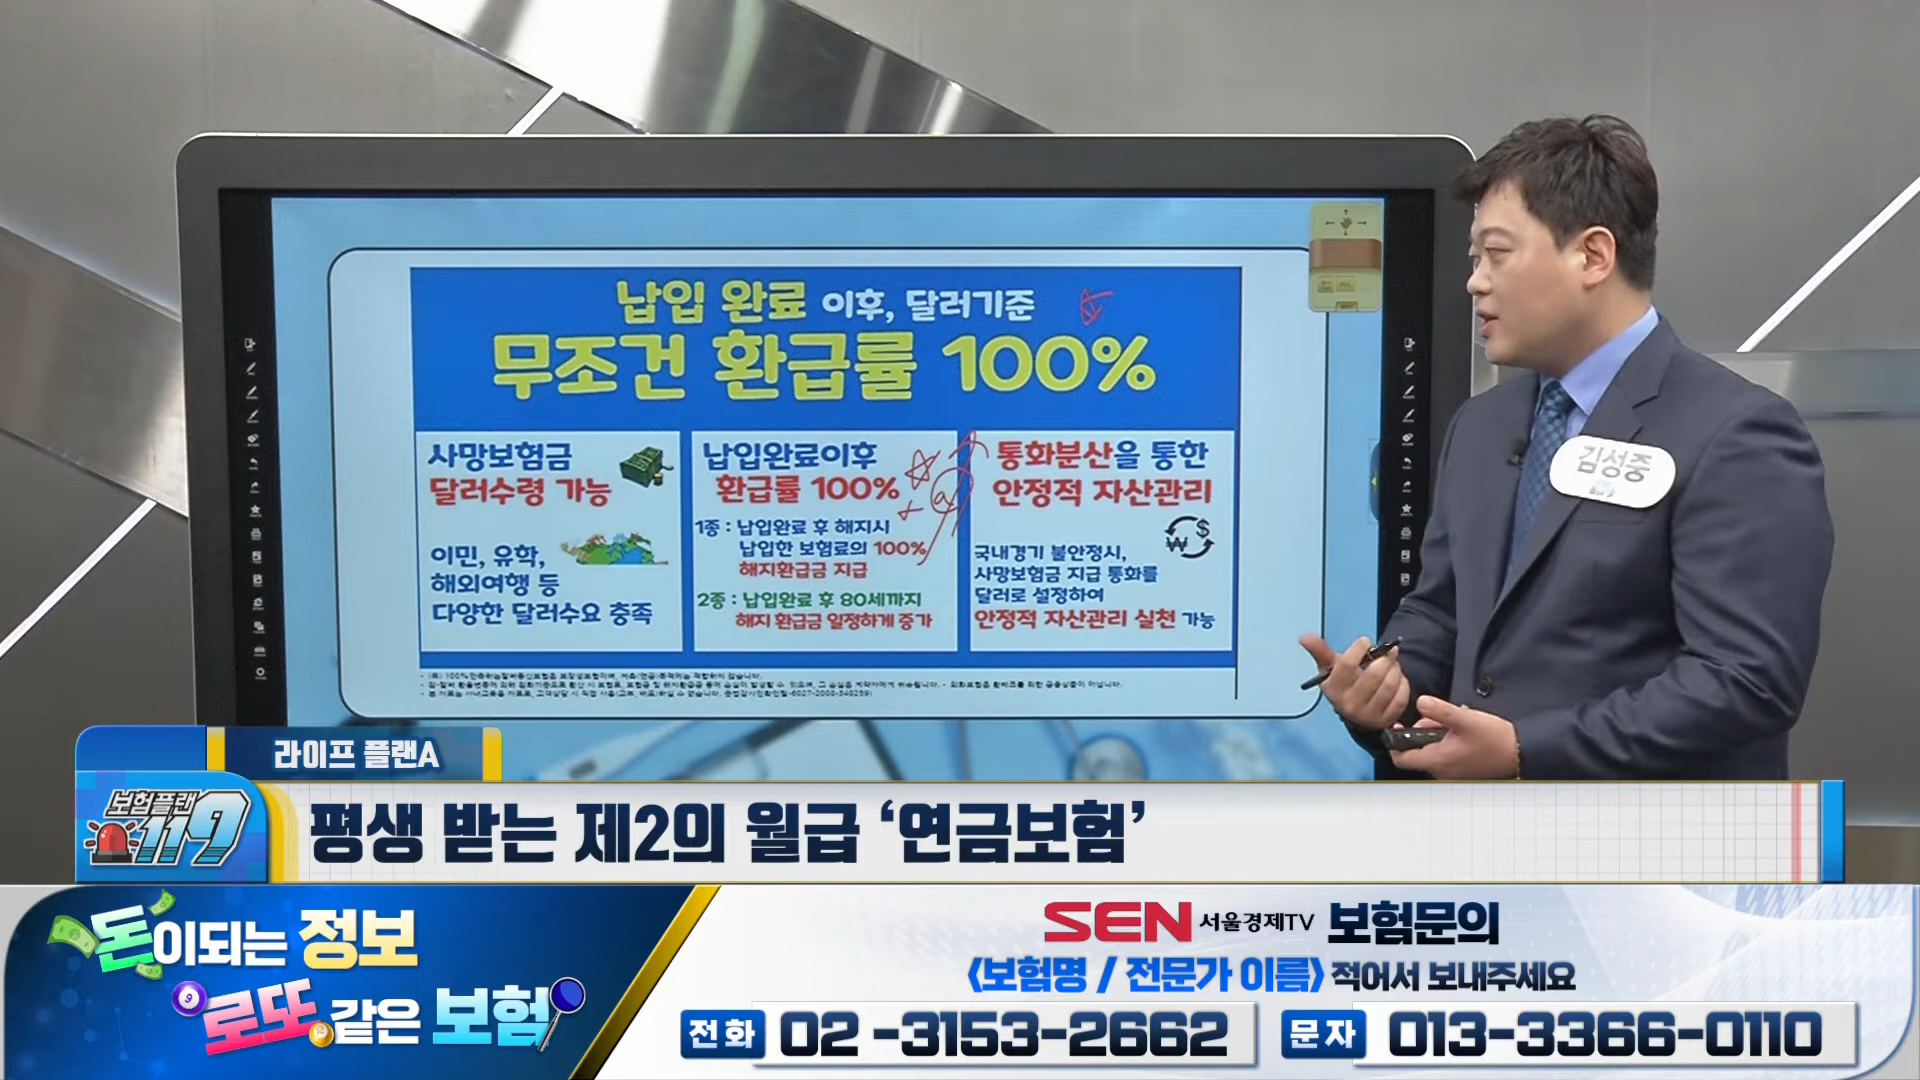 납입 완료 이후, 달러기준
무조건 환급률 100%
사망보험금
달러수령 가능
이민, 유학,
해외여행 등
다양한 달러수요 충족
납입완료이후
환급률 100%
1종 : 납입완료 후 해지시
납입한 보험료의 100%
해지환급금 지급
2종 : 납입완료 후 80세까지
해지 환급금 일정하게 증가
통화분산을 통한
안정적 자산관리
국내경기 불안정시,
사망보험금 지급 통화를
달러로 설정하여
안정적 자산관리 실천 가능
김성중
라이프 플랜A
보험플랜
119
평생 받는 제2의 월급 ‘연금보험’
돈이되는 정보
로또 같은 보험
SEN 서울경제TV 보험문의
<보험명 / 전문가 이름> 적어서 보내주세요
전화 02-3153-2662
문자 013-3366-0110